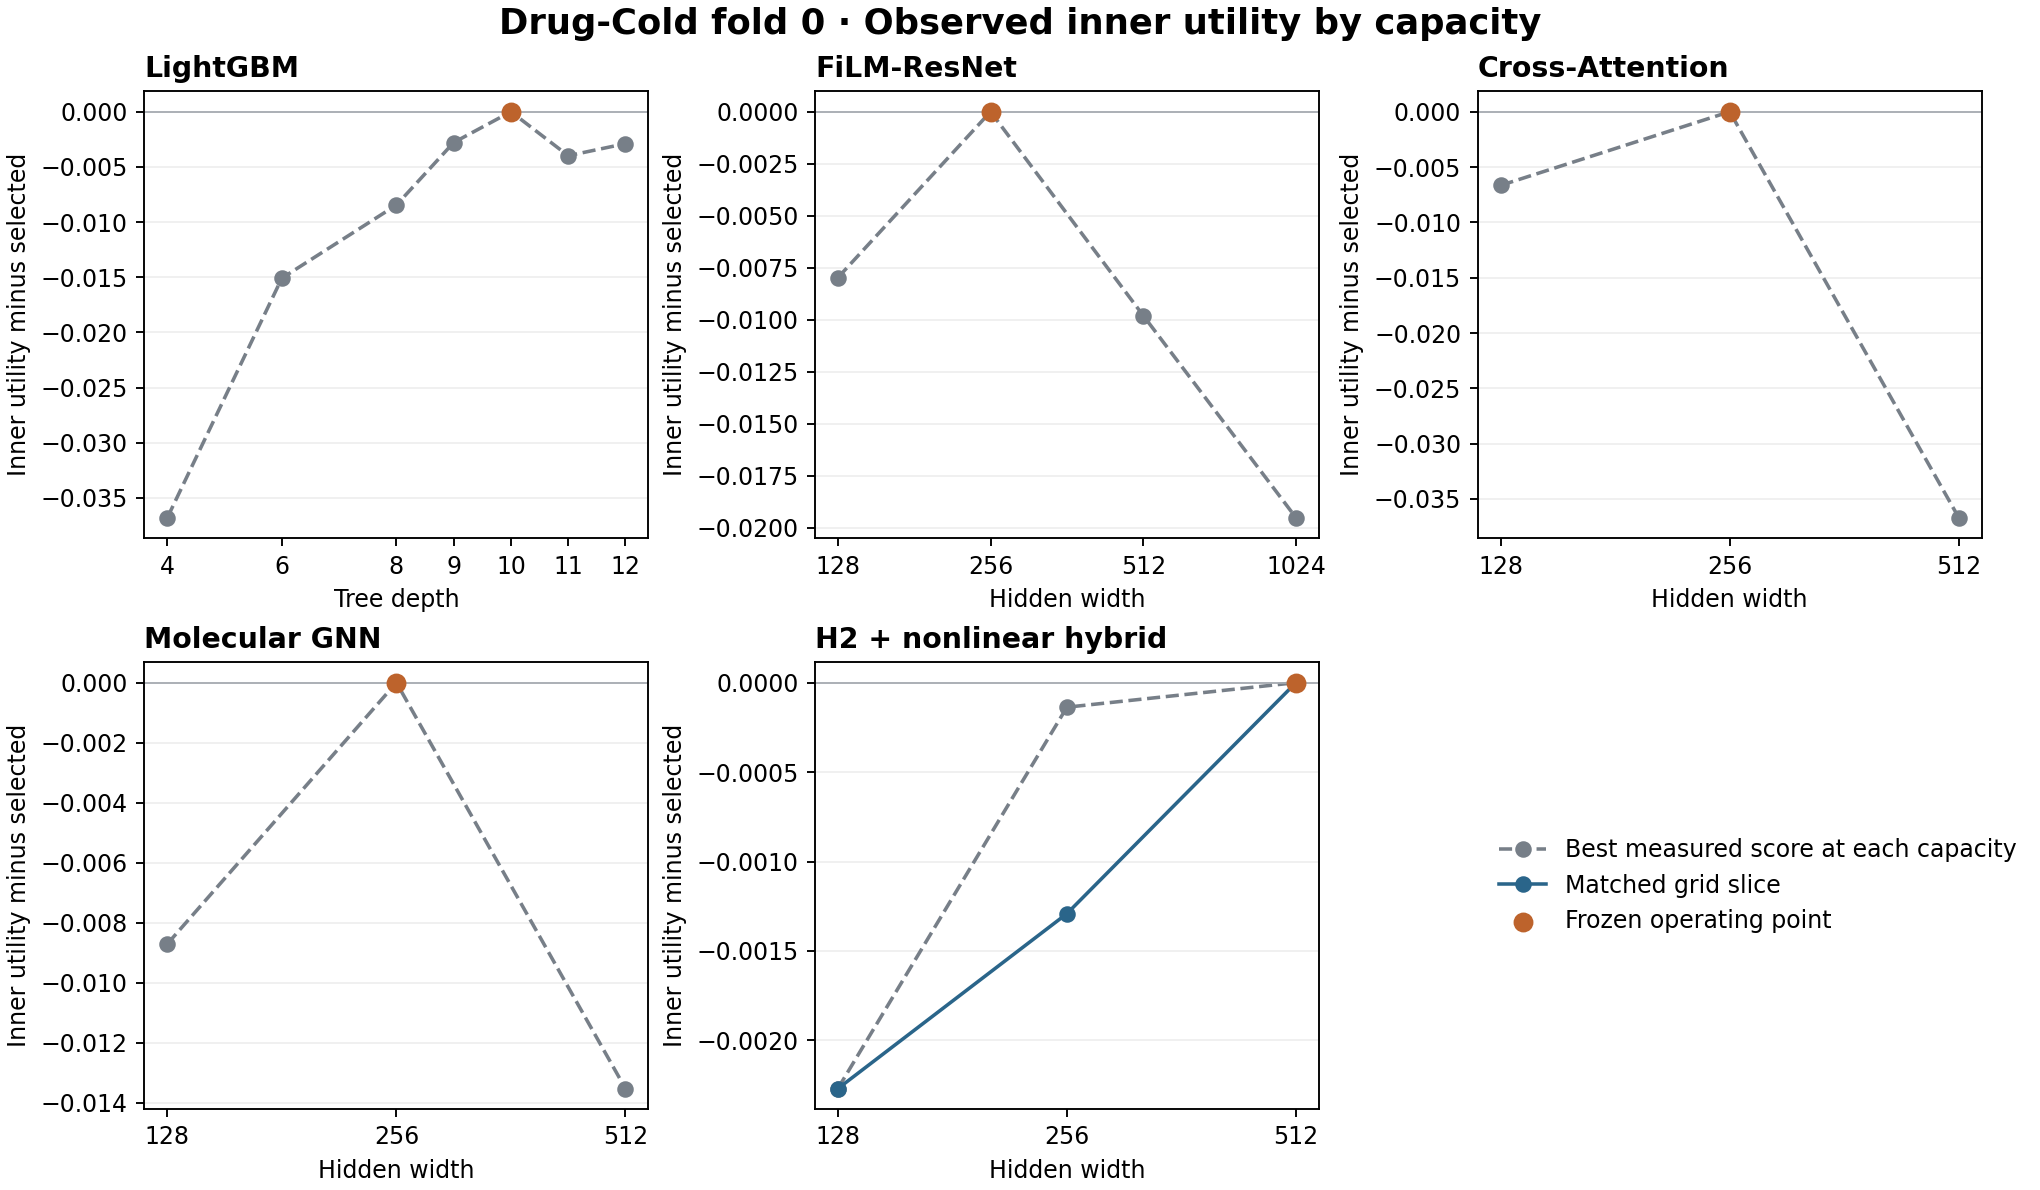 Drug-Cold fold 0 · Observed inner utility by capacity
LightGBM
Inner utility minus selected
0.000
−0.005
−0.010
−0.015
−0.020
−0.025
−0.030
−0.035
4 6 8 9 10 11 12
Tree depth
FiLM-ResNet
Inner utility minus selected
0.0000
−0.0025
−0.0050
−0.0075
−0.0100
−0.0125
−0.0150
−0.0175
−0.0200
128 256 512 1024
Hidden width
Cross-Attention
Inner utility minus selected
0.000
−0.005
−0.010
−0.015
−0.020
−0.025
−0.030
−0.035
128 256 512
Hidden width
Molecular GNN
Inner utility minus selected
0.000
−0.002
−0.004
−0.006
−0.008
−0.010
−0.012
−0.014
128 256 512
Hidden width
H2 + nonlinear hybrid
Inner utility minus selected
0.0000
−0.0005
−0.0010
−0.0015
−0.0020
128 256 512
Hidden width
Best measured score at each capacity
Matched grid slice
Frozen operating point